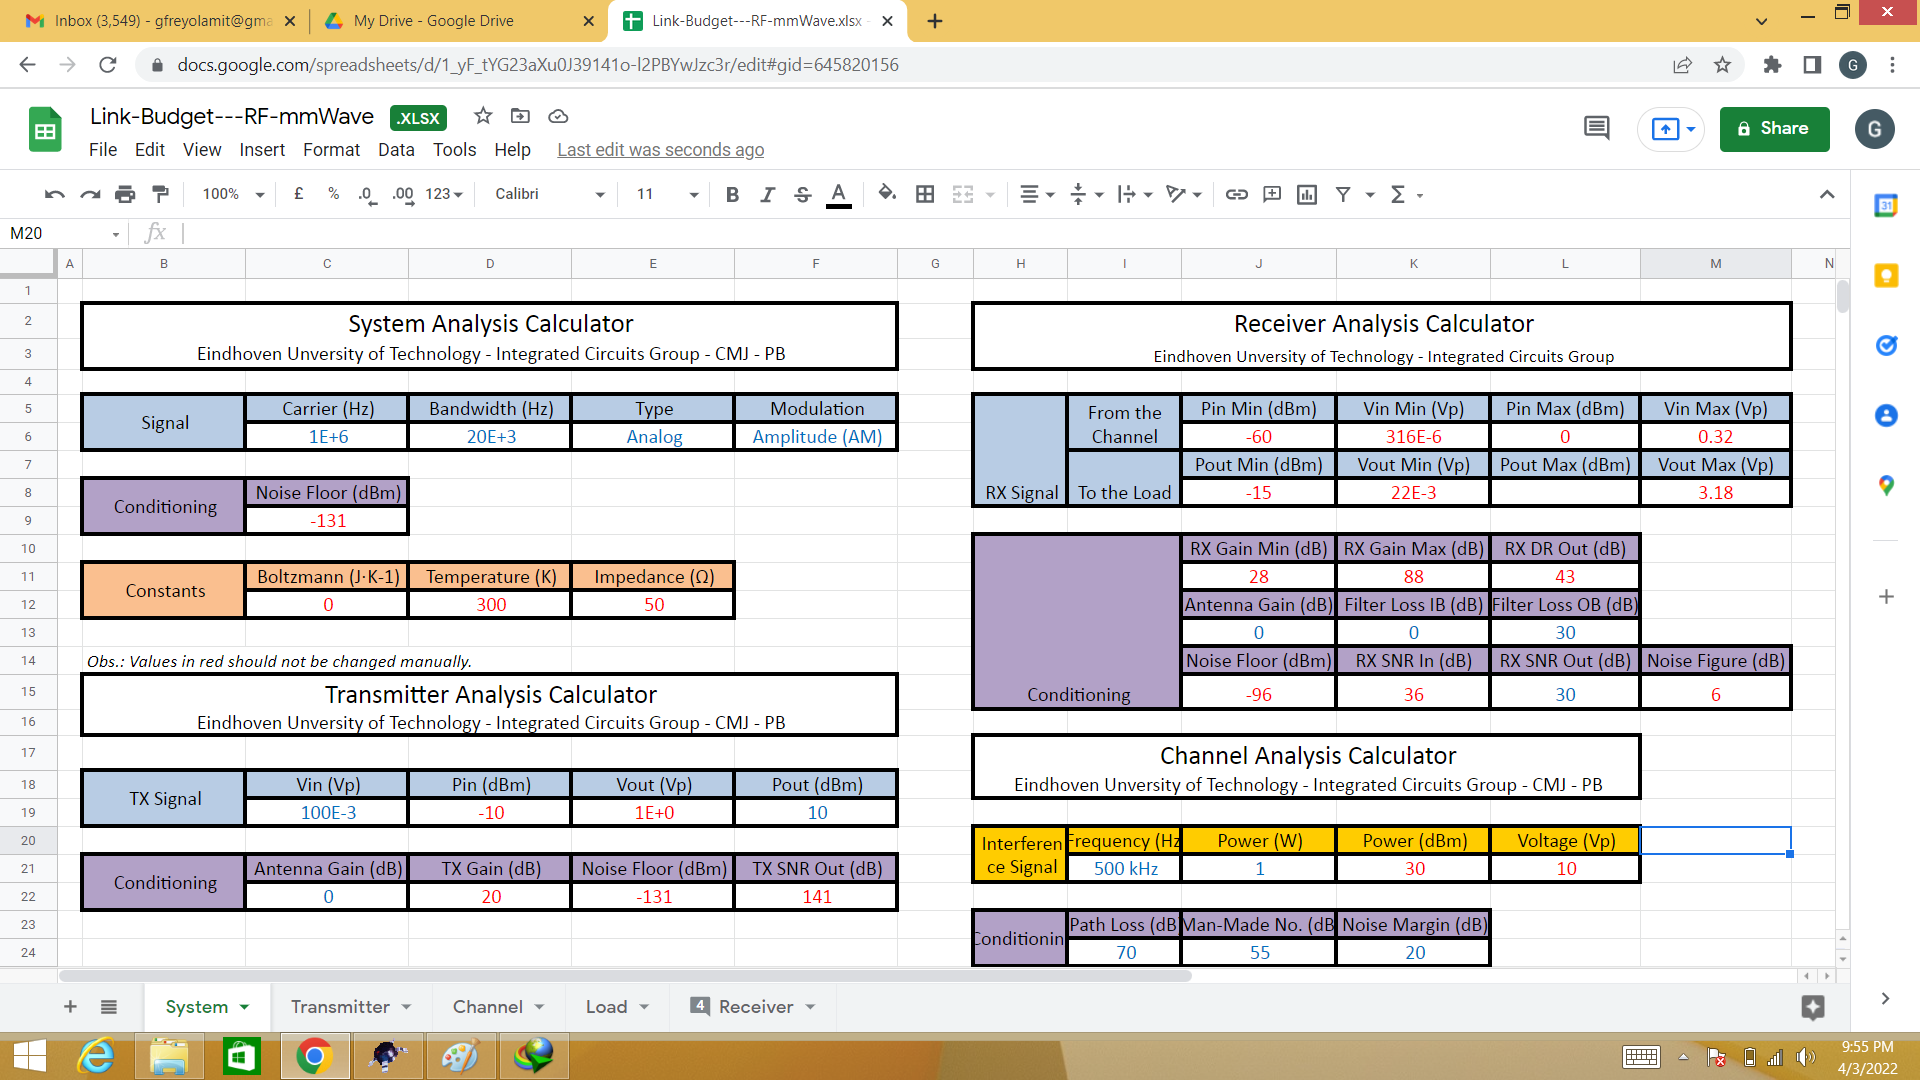 Inbox (3,549) - gfreyolamit@gma
My Drive - Google Drive
Link-Budget---RF-mmWave.xlsx -
docs.google.com/spreadsheets/d/1_yF_tYG23aXu0J39141o-l2PBYwJzc3r/edit#gid=645820156
G
Link-Budget---RF-mmWave .XLSX
File Edit View Insert Format Data Tools Help Last edit was seconds ago
Share
G
100% £ % .0 .00 123 Calibri 11 B I S A Σ
31
M20 fx
A B C D E F G H I J K L M N
1
2 System Analysis Calculator Receiver Analysis Calculator
3 Eindhoven Unversity of Technology - Integrated Circuits Group - CMJ - PB Eindhoven Unversity of Technology - Integrated Circuits Group
4
5 Signal Carrier (Hz) Bandwidth (Hz) Type Modulation From the Channel Pin Min (dBm) Vin Min (Vp) Pin Max (dBm) Vin Max (Vp)
6 1E+6 20E+3 Analog Amplitude (AM) -60 316E-6 0 0.32
7 Pout Min (dBm) Vout Min (Vp) Pout Max (dBm) Vout Max (Vp)
8 Conditioning Noise Floor (dBm) RX Signal To the Load -15 22E-3 3.18
9 -131
10 RX Gain Min (dB) RX Gain Max (dB) RX DR Out (dB)
11 Constants Boltzmann (J·K-1) Temperature (K) Impedance (Ω) 28 88 43
12 0 300 50 Antenna Gain (dB) Filter Loss IB (dB) Filter Loss OB (dB)
13 0 0 30
14 Obs.: Values in red should not be changed manually. Noise Floor (dBm) RX SNR In (dB) RX SNR Out (dB) Noise Figure (dB)
15 Transmitter Analysis Calculator Conditioning -96 36 30 6
16 Eindhoven Unversity of Technology - Integrated Circuits Group - CMJ - PB
17 Channel Analysis Calculator
18 TX Signal Vin (Vp) Pin (dBm) Vout (Vp) Pout (dBm) Eindhoven Unversity of Technology - Integrated Circuits Group - CMJ - PB
19 100E-3 -10 1E+0 10
20 Interferen ce Signal Frequency (Hz Power (W) Power (dBm) Voltage (Vp)
21 Conditioning Antenna Gain (dB) TX Gain (dB) Noise Floor (dBm) TX SNR Out (dB) 500 kHz 1 30 10
22 0 20 -131 141
23 Conditionin Path Loss (dB Man-Made No. (dB Noise Margin (dB)
24 70 55 20
System Transmitter Channel Load 4 Receiver
9:55 PM
4/3/2022